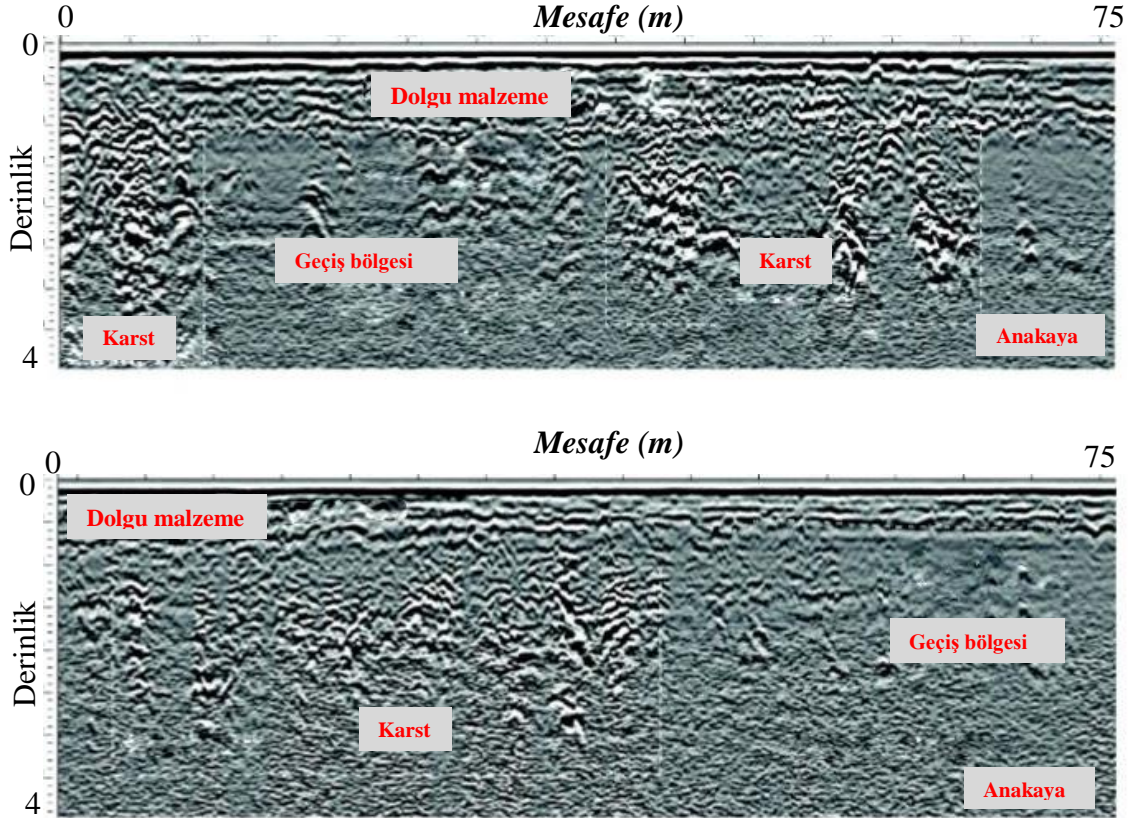 0 Mesafe (m) 75
0
Dolgu malzeme
Derinlik
Geçiş bölgesi
Karst
Karst
Anakaya
4
Mesafe (m)
0 75
0
Dolgu malzeme
Derinlik
Geçiş bölgesi
Karst
Anakaya
4